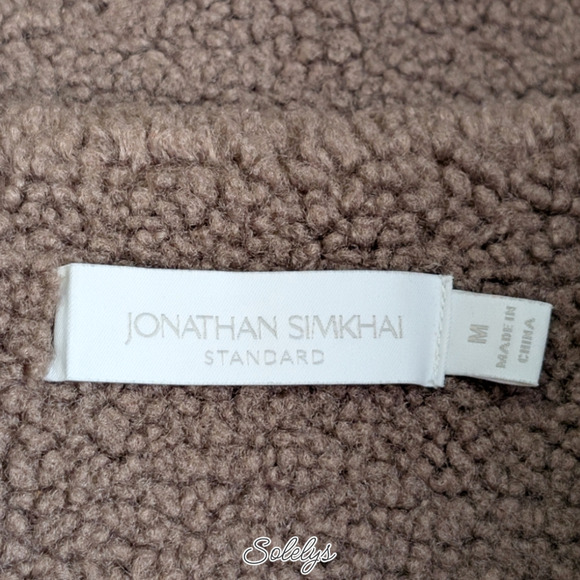 JONATHAN SIMKHAI
STANDARD
M
MADE IN
CHINA
Solelys